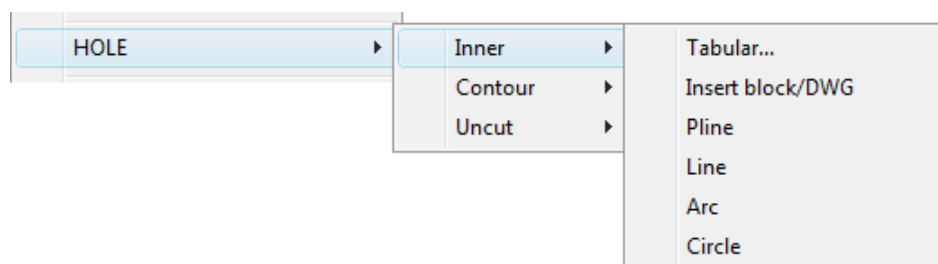 HOLE
Inner
Contour
Uncut
Tabular...
Insert block/DWG
Pline
Line
Arc
Circle